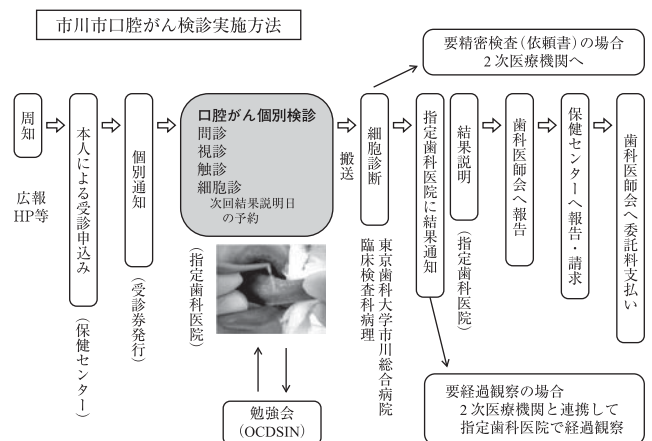 市川市口腔がん検診実施方法
要精密検査（依頼書）の場合
2次医療機関へ
周知
広報
HP等
本人による受診申込み
（保健センター）
個別通知
（受診券発行）
口腔がん個別検診
問診
視診
触診
細胞診
次回結果説明日
の予約
（指定歯科医院）
搬送
細胞診断
東京歯科大学市川総合病院
臨床検査科病理
指定歯科医院に結果通知
結果説明
（指定歯科医院）
歯科医師会へ報告
保健センターへ報告・請求
歯科医師会へ委託料支払い
勉強会
（OCDSIN）
要経過観察の場合
2次医療機関と連携して
指定歯科医院で経過観察